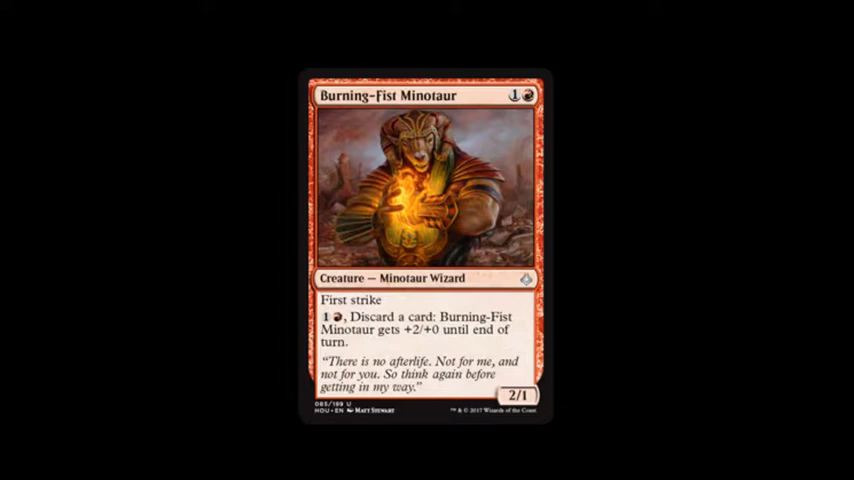 Burning-Fist Minotaur 1
Creature — Minotaur Wizard
First strike
1, Discard a card: Burning-Fist
Minotaur gets +2/+0 until end of
turn.
“There is no afterlife. Not for me, and
not for you. So think again before
getting in my way.”
2/1
085/199 U
HOU • EN Matt Stewart
™ & © 2017 Wizards of the Coast